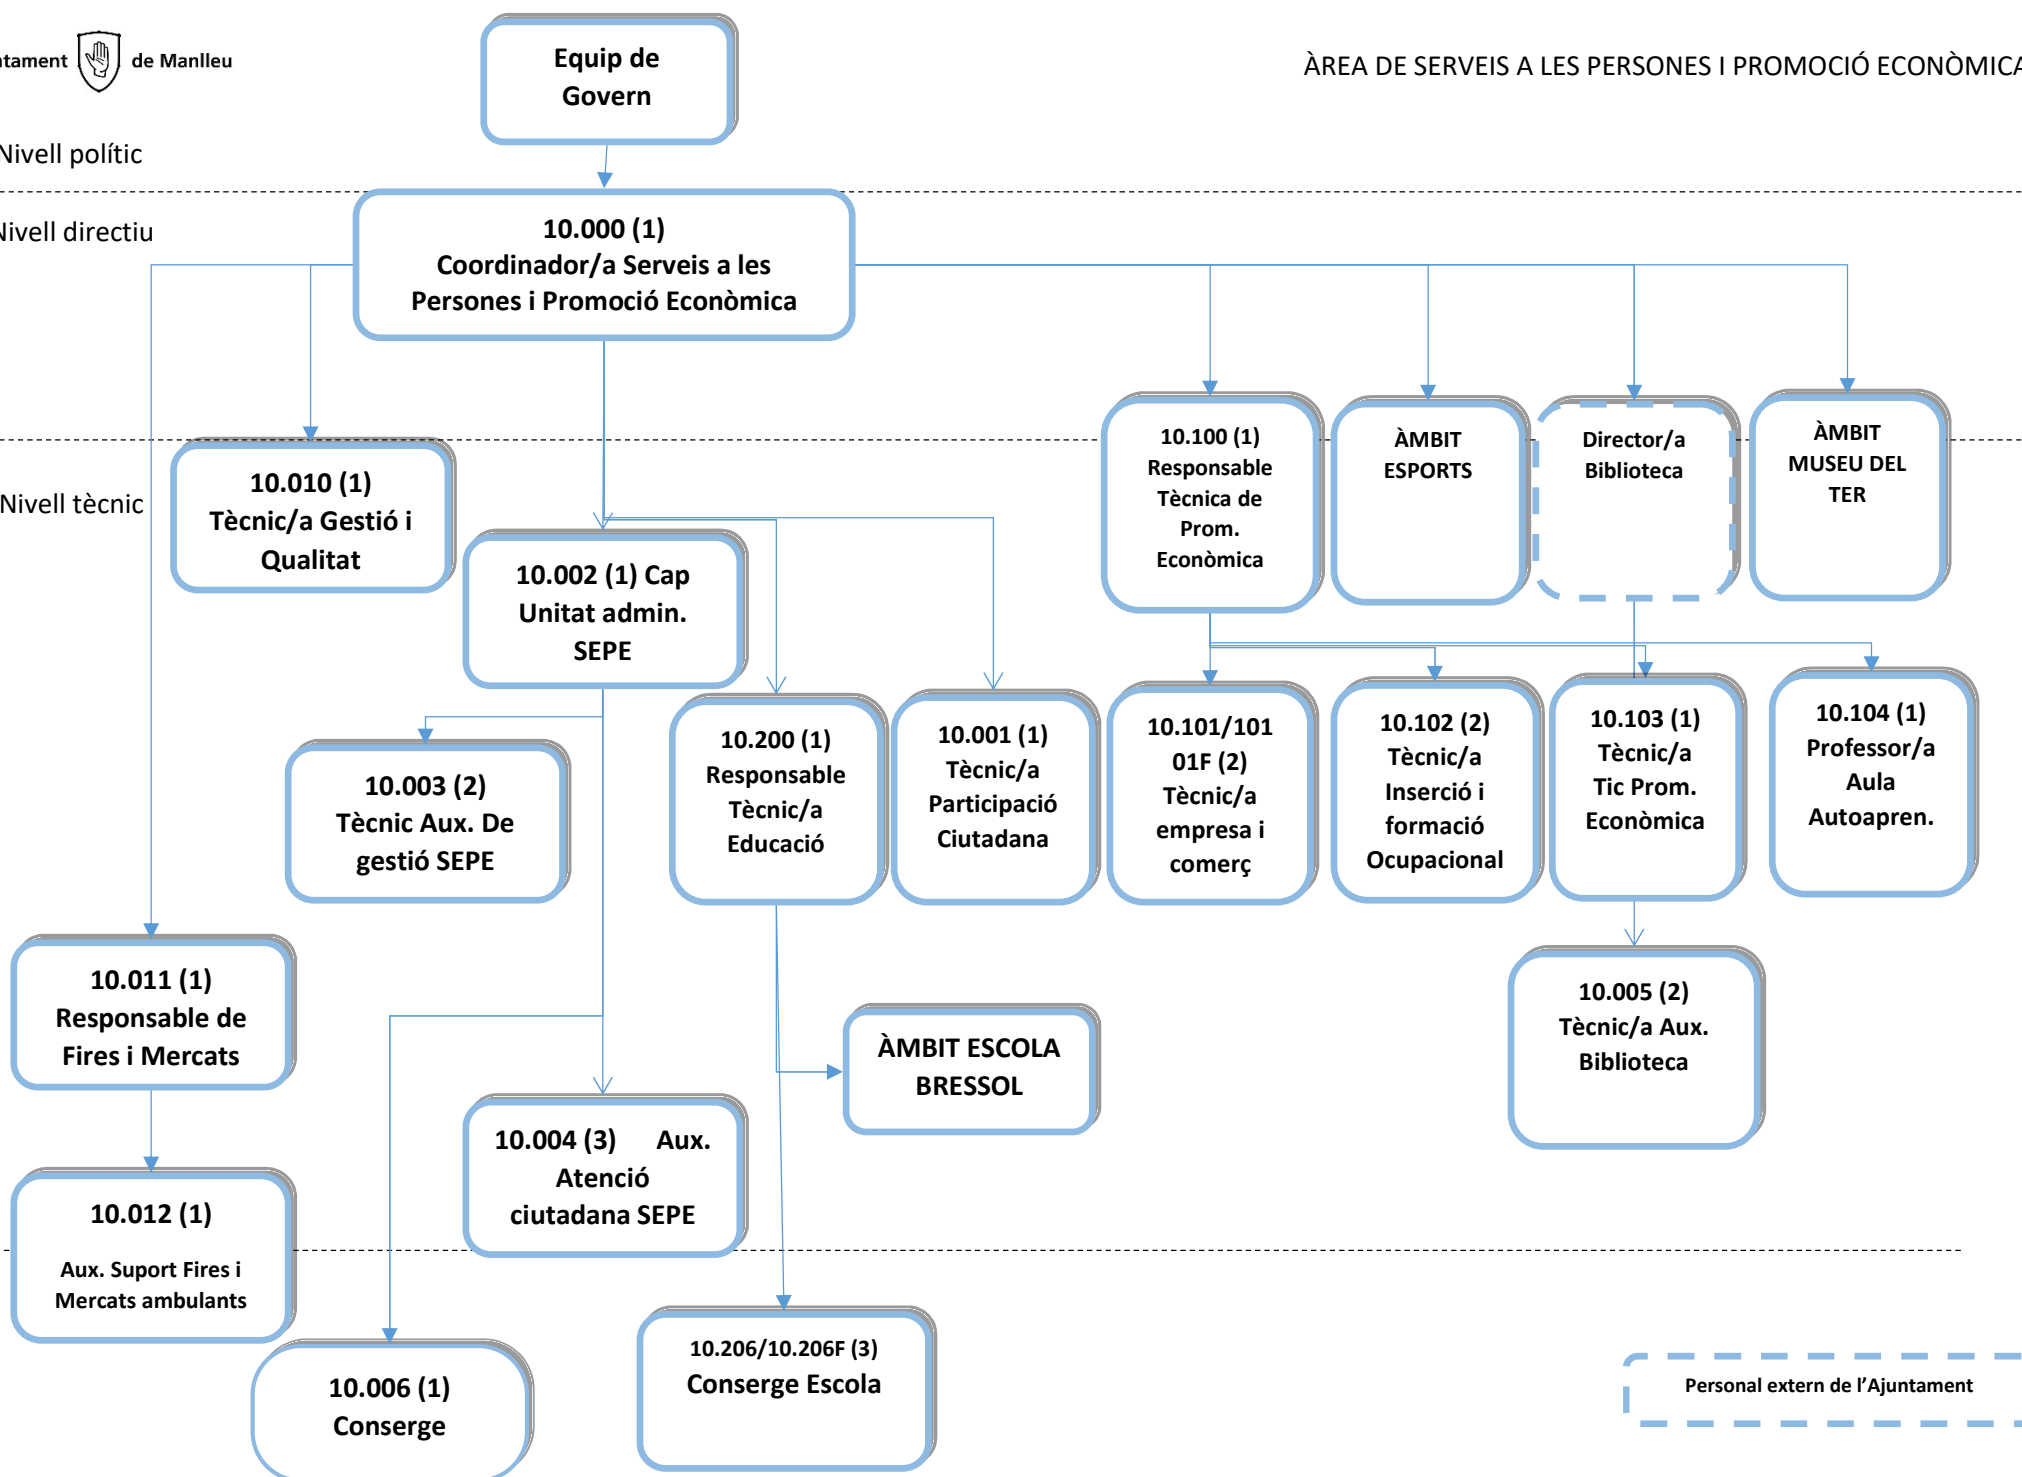 de Manlleu
ÀREA DE SERVEIS A LES PERSONES I PROMOCIÓ ECONÒMICA
Equip de
Govern
Nivell polític
Nivell directiu
10.000 (1)
Coordinador/a Serveis a les
Persones i Promoció Econòmica
Nivell tècnic
10.010 (1)
Tècnic/a Gestió i
Qualitat
10.002 (1) Cap
Unitat admin.
SEPE
10.100 (1)
Responsable
Tècnica de
Prom.
Econòmica
ÀMBIT
ESPORTS
Director/a
Biblioteca
ÀMBIT
MUSEU DEL
TER
10.003 (2)
Tècnic Aux. De
gestió SEPE
10.200 (1)
Responsable
Tècnic/a
Educació
10.001 (1)
Tècnic/a
Participació
Ciutadana
10.101/101
01F (2)
Tècnic/a
empresa i
comerç
10.102 (2)
Tècnic/a
Inserció i
formació
Ocupacional
10.103 (1)
Tècnic/a
Tic Prom.
Econòmica
10.104 (1)
Professor/a
Aula
Autoapren.
10.011 (1)
Responsable de
Fires i Mercats
ÀMBIT ESCOLA
BRESSOL
10.005 (2)
Tècnic/a Aux.
Biblioteca
10.004 (3) Aux.
Atenció
ciutadana SEPE
10.012 (1)
Aux. Suport Fires i
Mercats ambulants
10.006 (1)
Conserge
10.206/10.206F (3)
Conserge Escola
Personal extern de l'Ajuntament